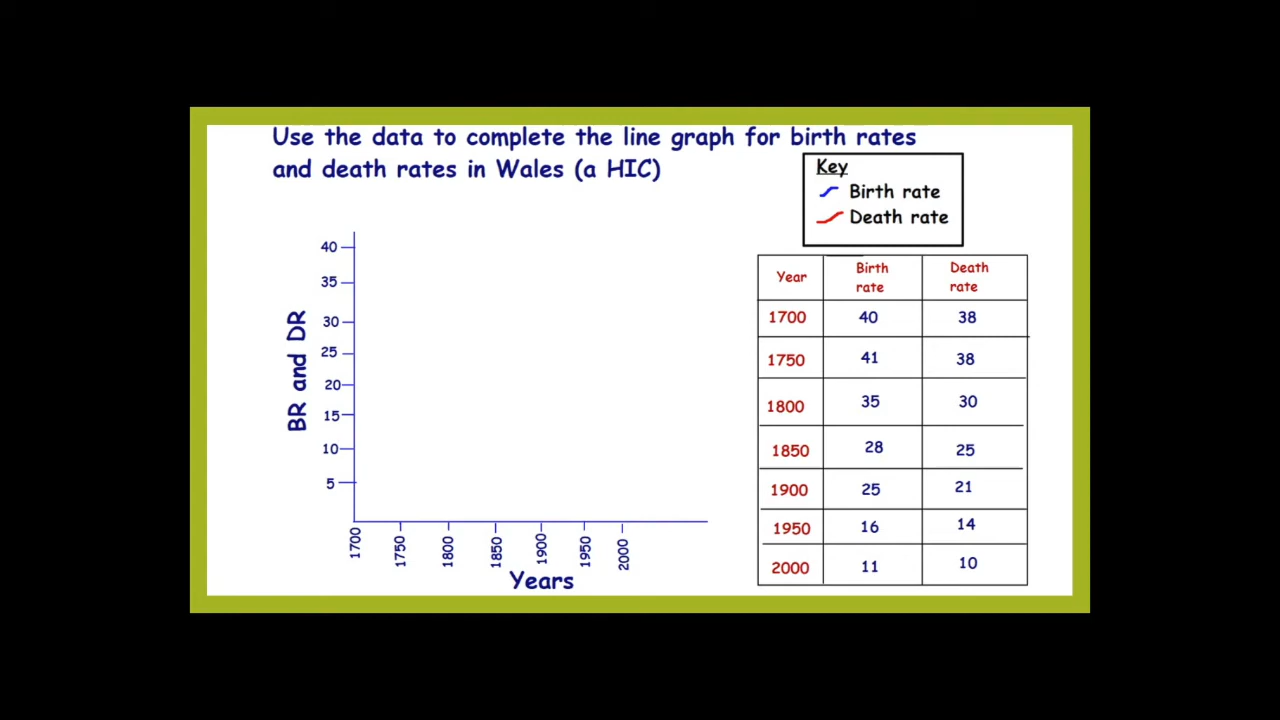 Use the data to complete the line graph for birth rates
and death rates in Wales (a HIC)
Key
Birth rate
Death rate
40
35
30
25
20
15
10
5
BR and DR
1700
1750
1800
1850
1900
1950
2000
Years
Year Birth rate Death rate
1700 40 38
1750 41 38
1800 35 30
1850 28 25
1900 25 21
1950 16 14
2000 11 10